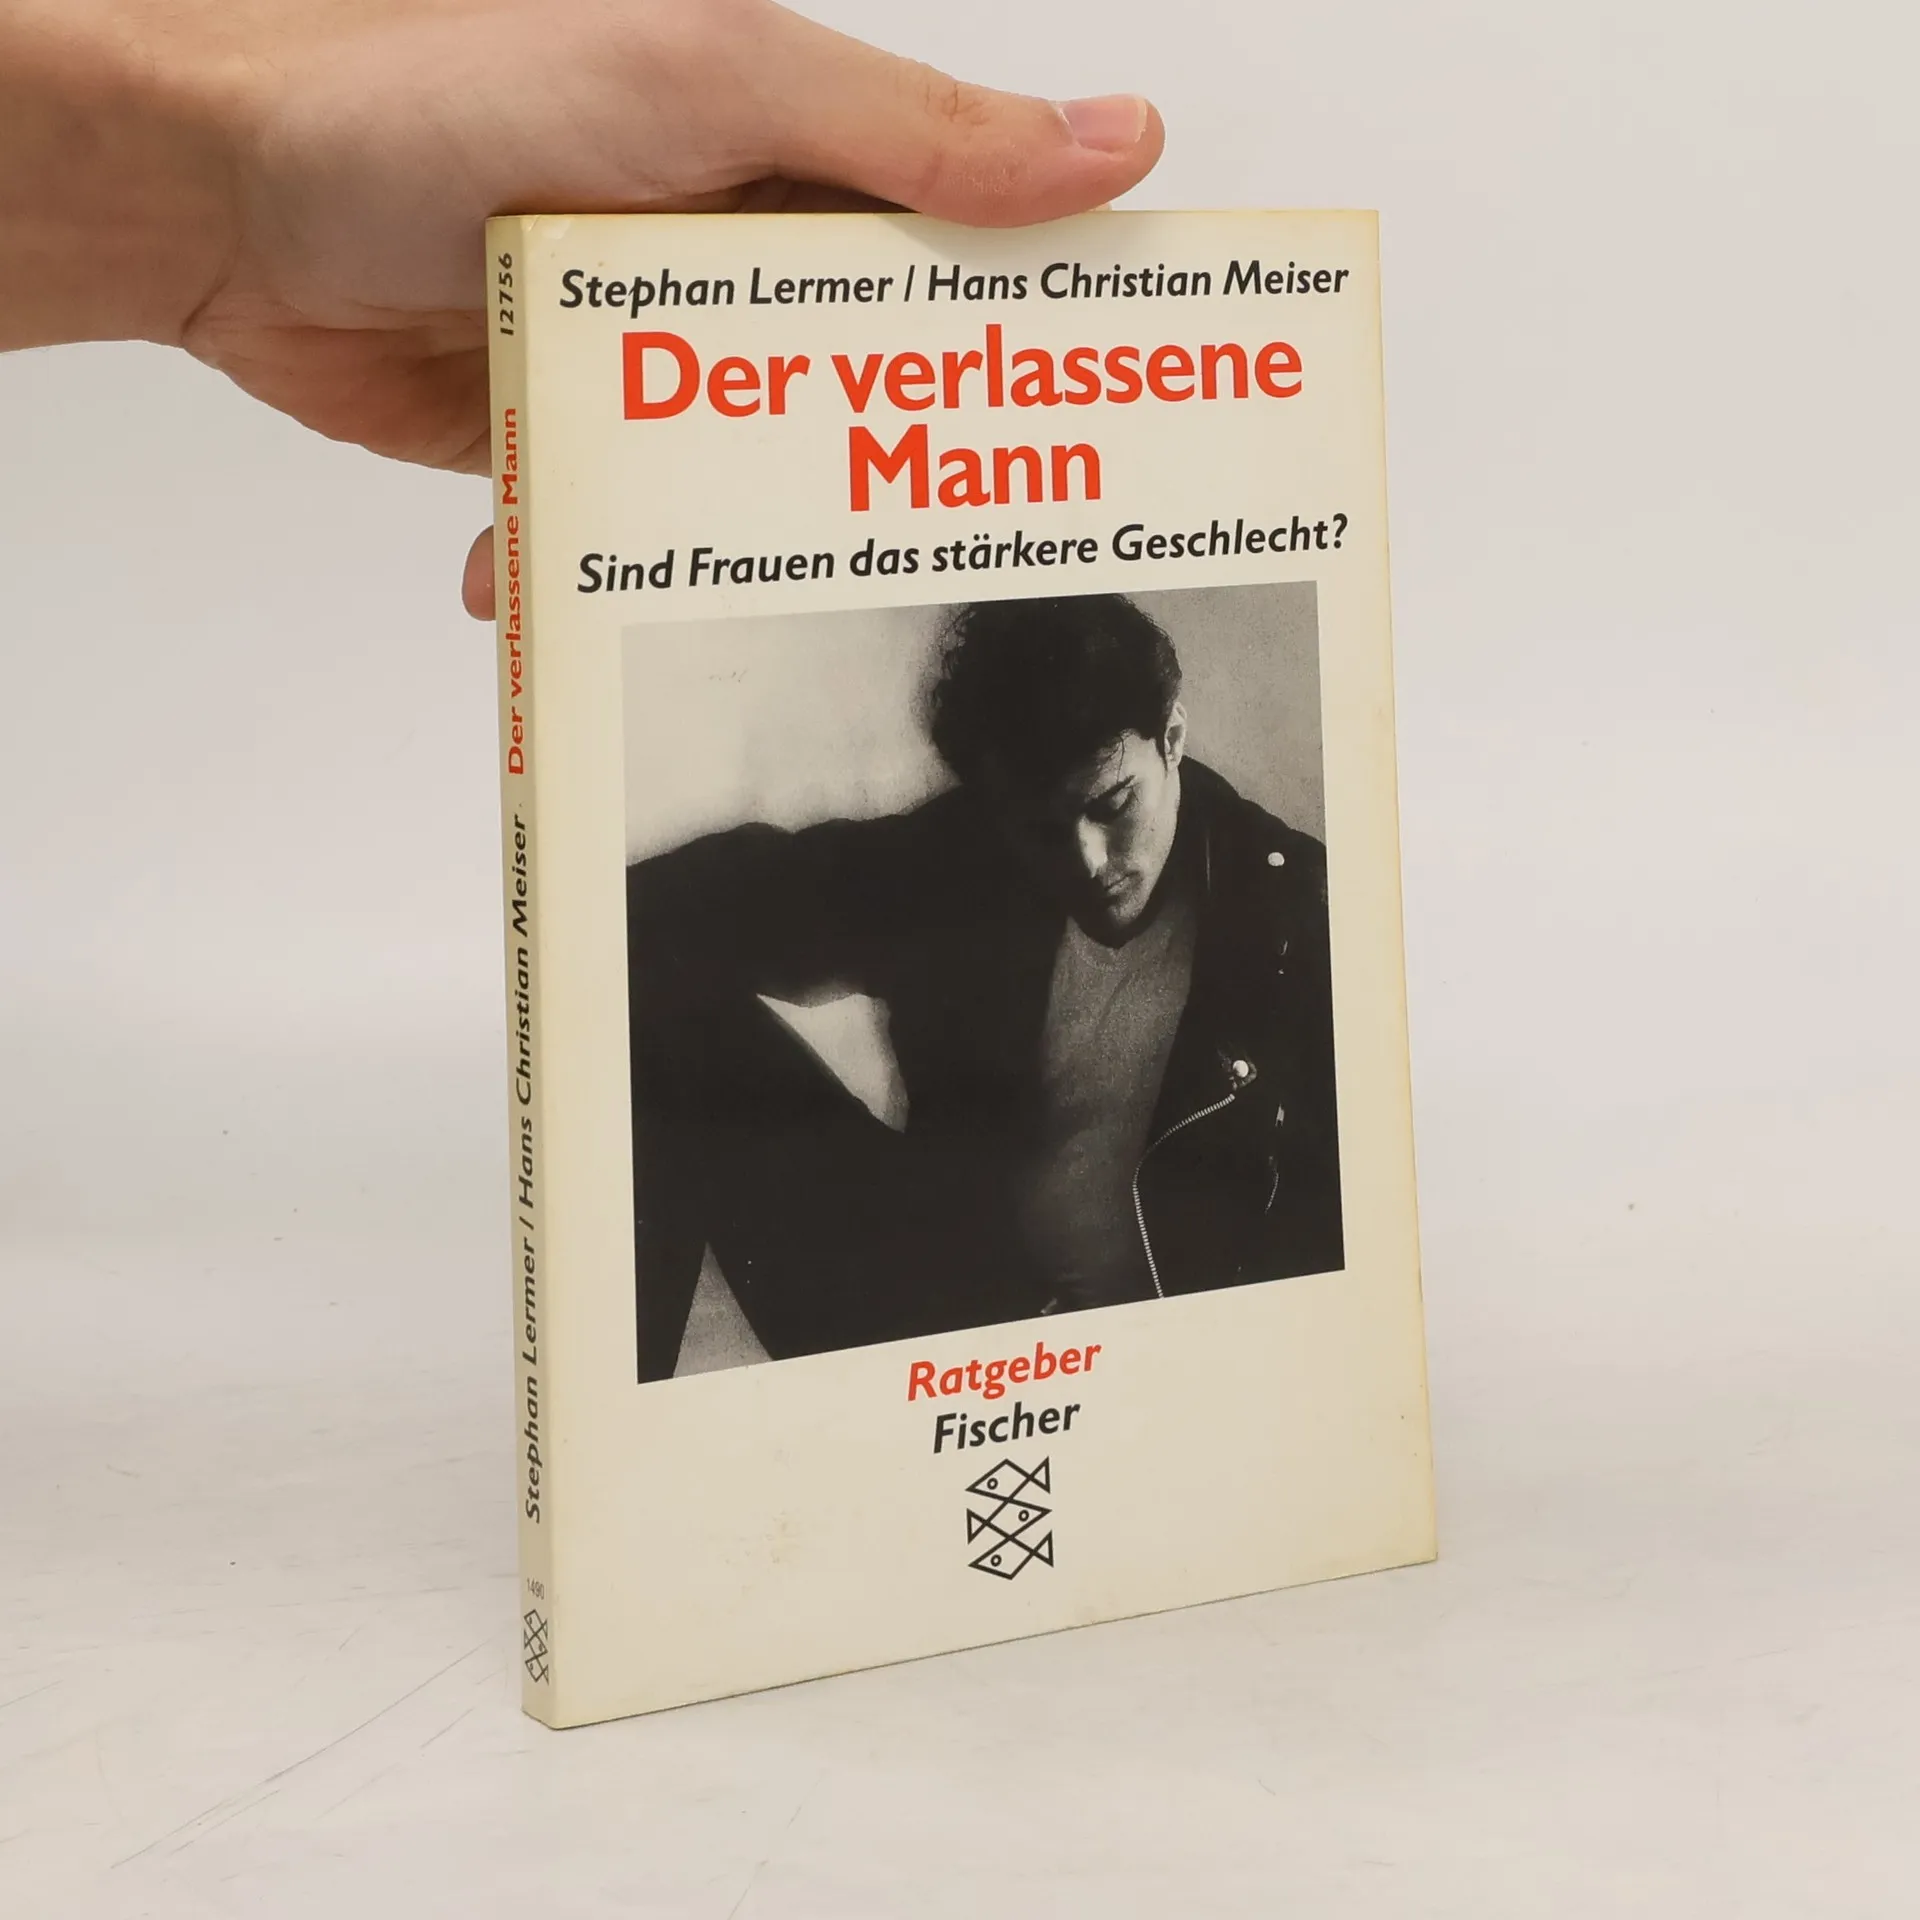 Stephan Lermer / Hans Christian Meiser
Der verlassene
Mann
Sind Frauen das stärkere Geschlecht?
Ratgeber
Fischer
Stephan Lermer / Hans Christian Meiser Der verlassene Mann 12756
1490